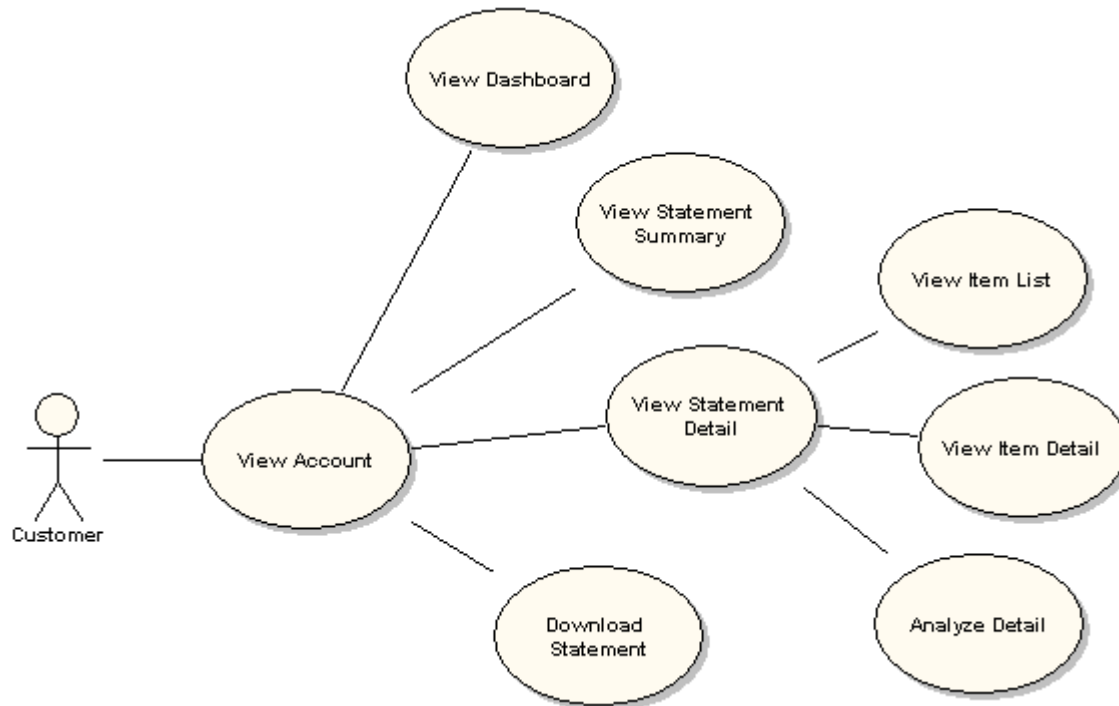 View Dashboard
View Statement
Summary
View Item List
View Statement
Detail
View Item Detail
View Account
Customer
Download
Statement
Analyze Detail